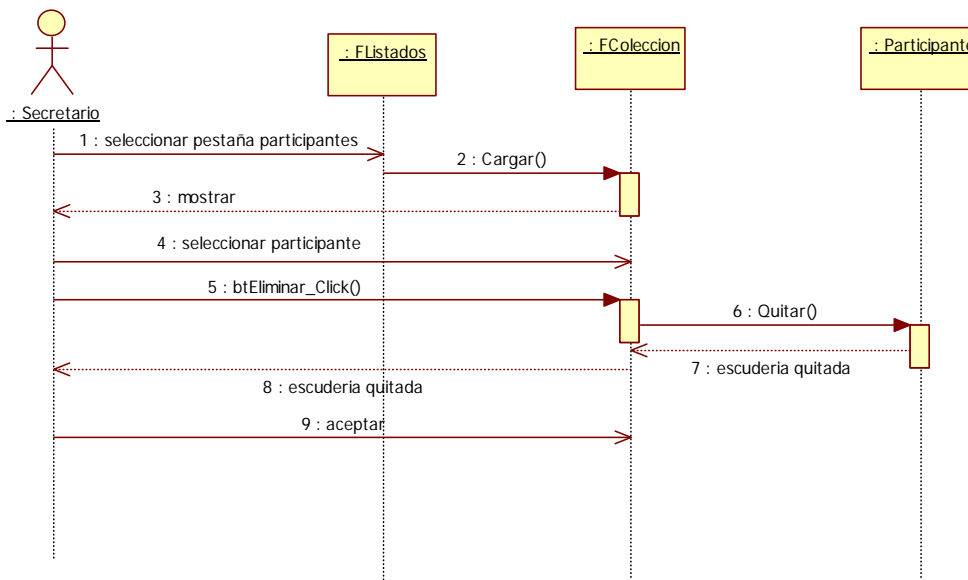 : Secretario
: FListados
: FColeccion
: Participante
1 : seleccionar pestaña participantes
2 : Cargar()
3 : mostrar
4 : seleccionar participante
5 : btEliminar_Click()
6 : Quitar()
7 : escuderia quitada
8 : escuderia quitada
9 : aceptar